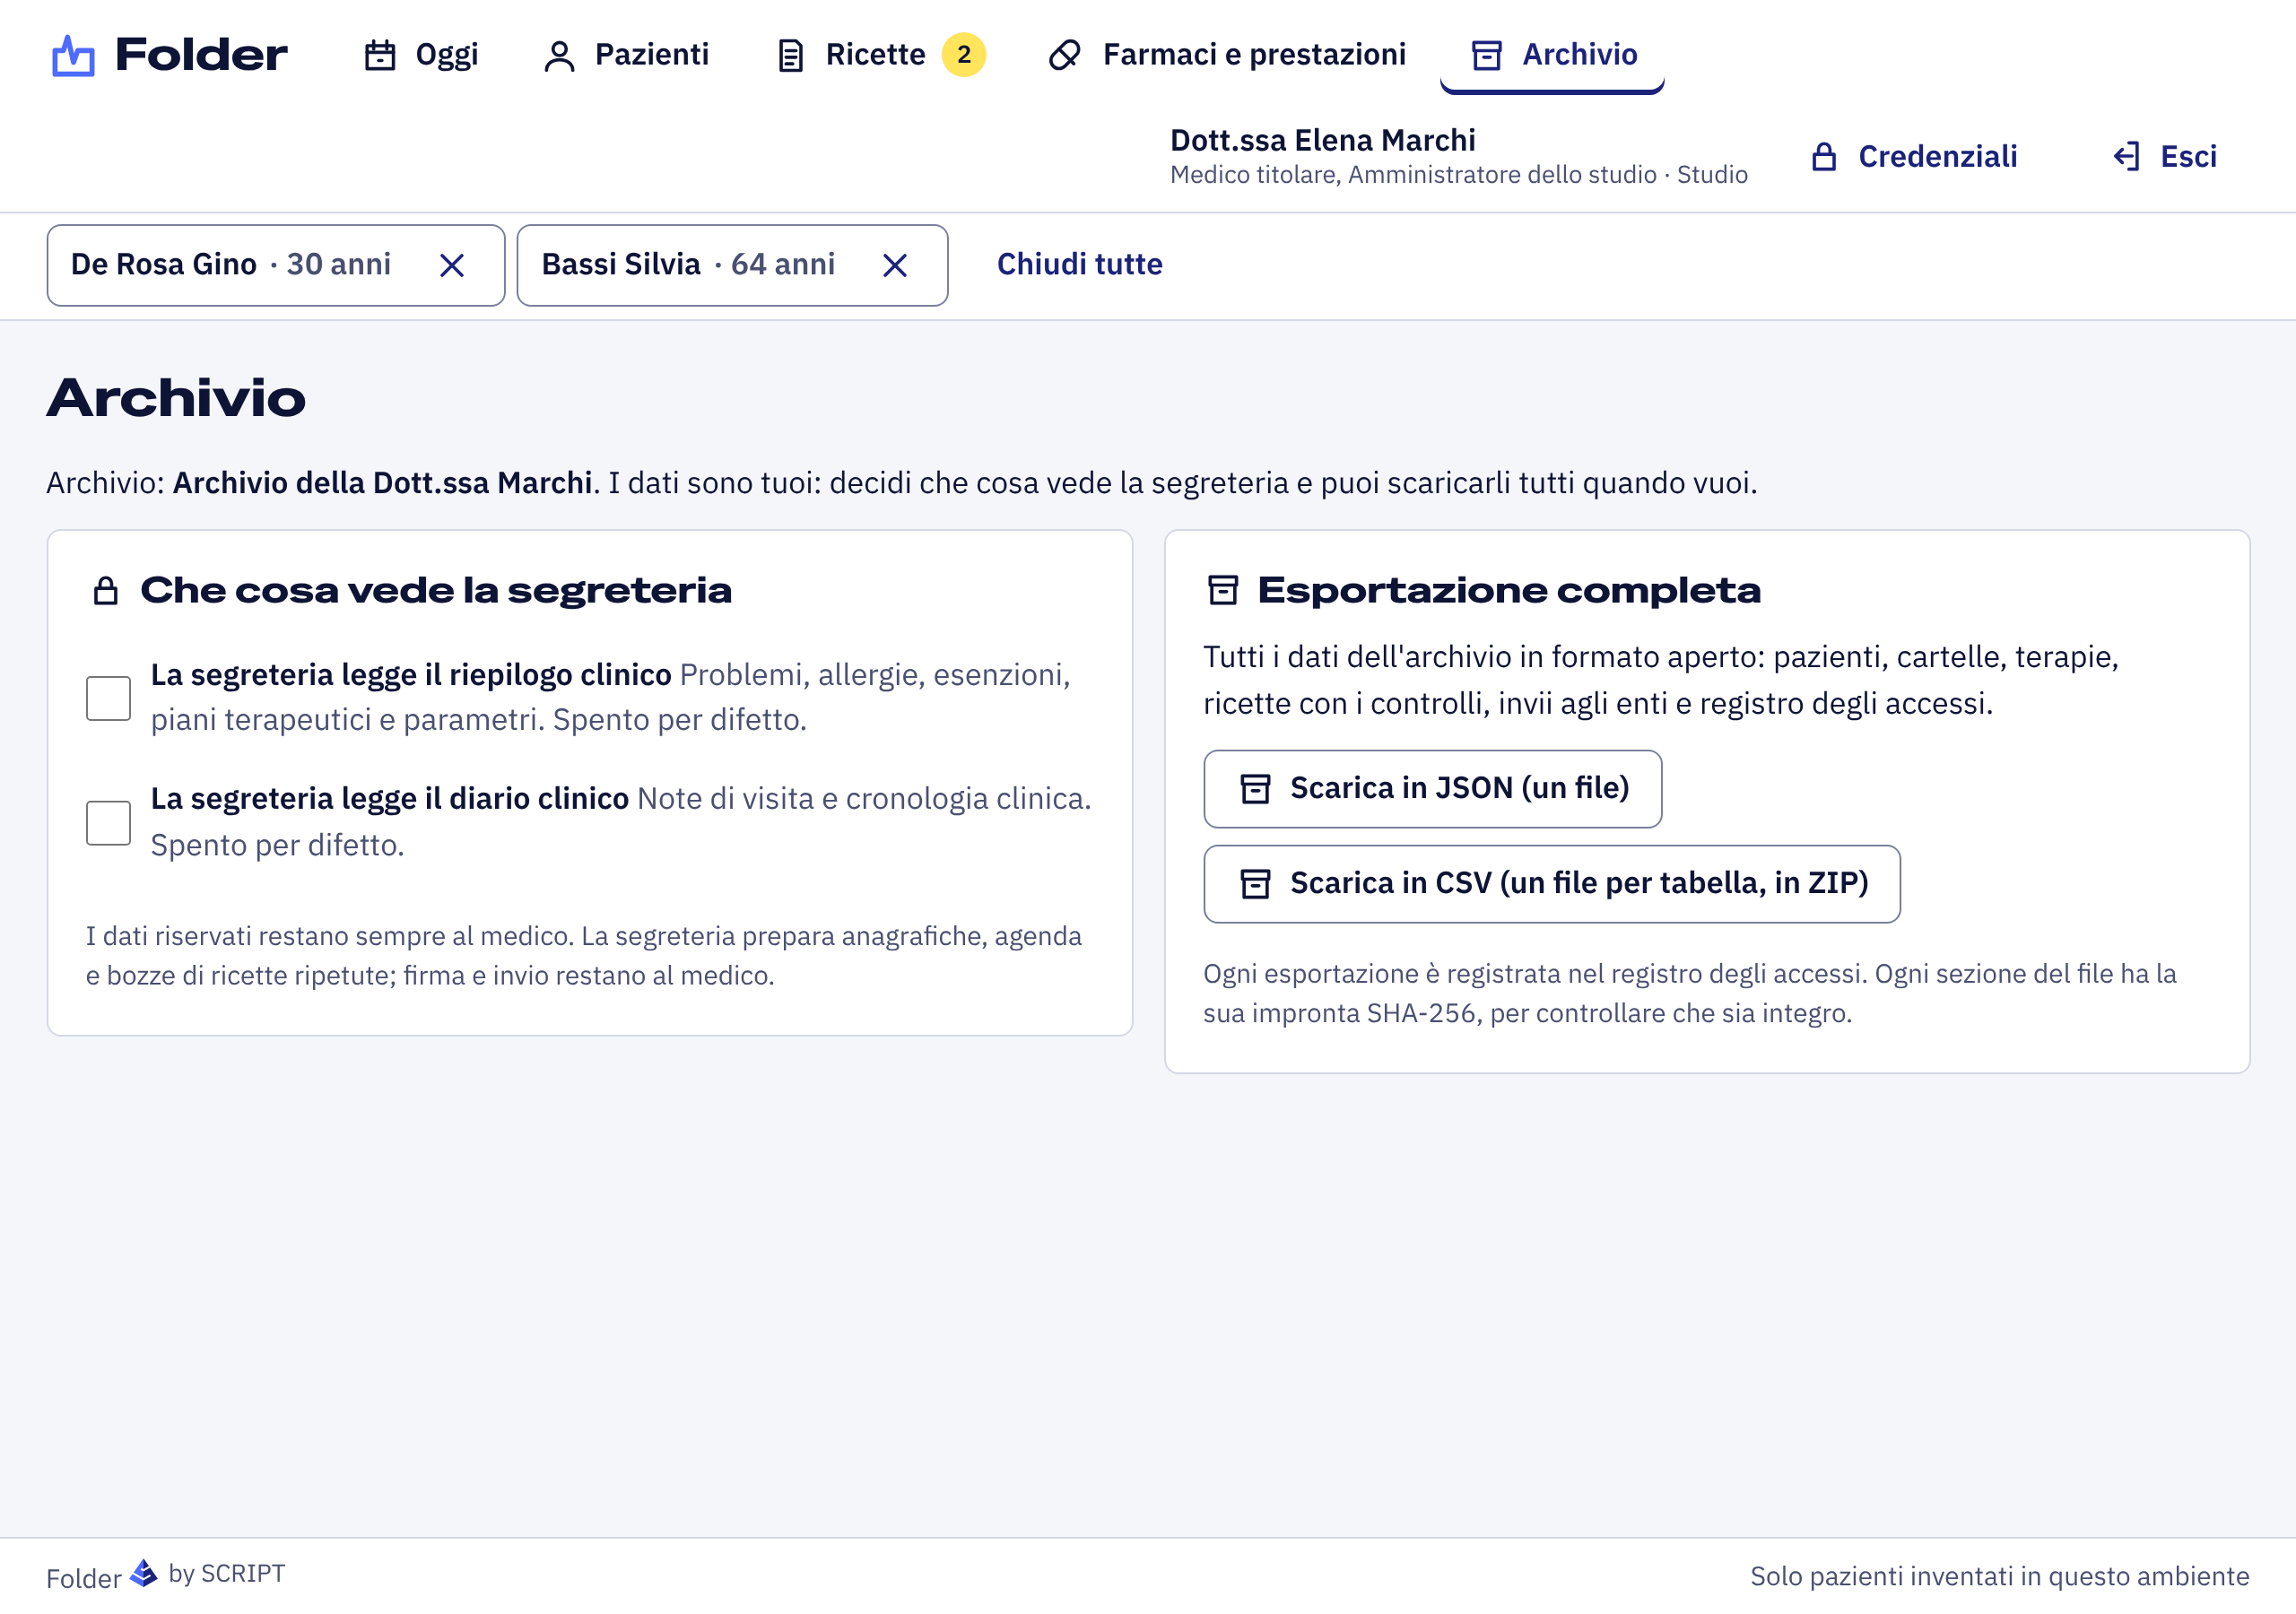 Folder
Oggi
Pazienti
Ricette 2
Farmaci e prestazioni
Archivio
Dott.ssa Elena Marchi
Medico titolare, Amministratore dello studio · Studio
Credenziali
Esci
De Rosa Gino · 30 anni
Bassi Silvia · 64 anni
Chiudi tutte
Archivio
Archivio: Archivio della Dott.ssa Marchi. I dati sono tuoi: decidi che cosa vede la segreteria e puoi scaricarli tutti quando vuoi.
Che cosa vede la segreteria
La segreteria legge il riepilogo clinico Problemi, allergie, esenzioni,
piani terapeutici e parametri. Spento per difetto.
La segreteria legge il diario clinico Note di visita e cronologia clinica.
Spento per difetto.
I dati riservati restano sempre al medico. La segreteria prepara anagrafiche, agenda
e bozze di ricette ripetute; firma e invio restano al medico.
Esportazione completa
Tutti i dati dell'archivio in formato aperto: pazienti, cartelle, terapie,
ricette con i controlli, invii agli enti e registro degli accessi.
Scarica in JSON (un file)
Scarica in CSV (un file per tabella, in ZIP)
Ogni esportazione è registrata nel registro degli accessi. Ogni sezione del file ha la
sua impronta SHA-256, per controllare che sia integro.
Folder by SCRIPT
Solo pazienti inventati in questo ambiente